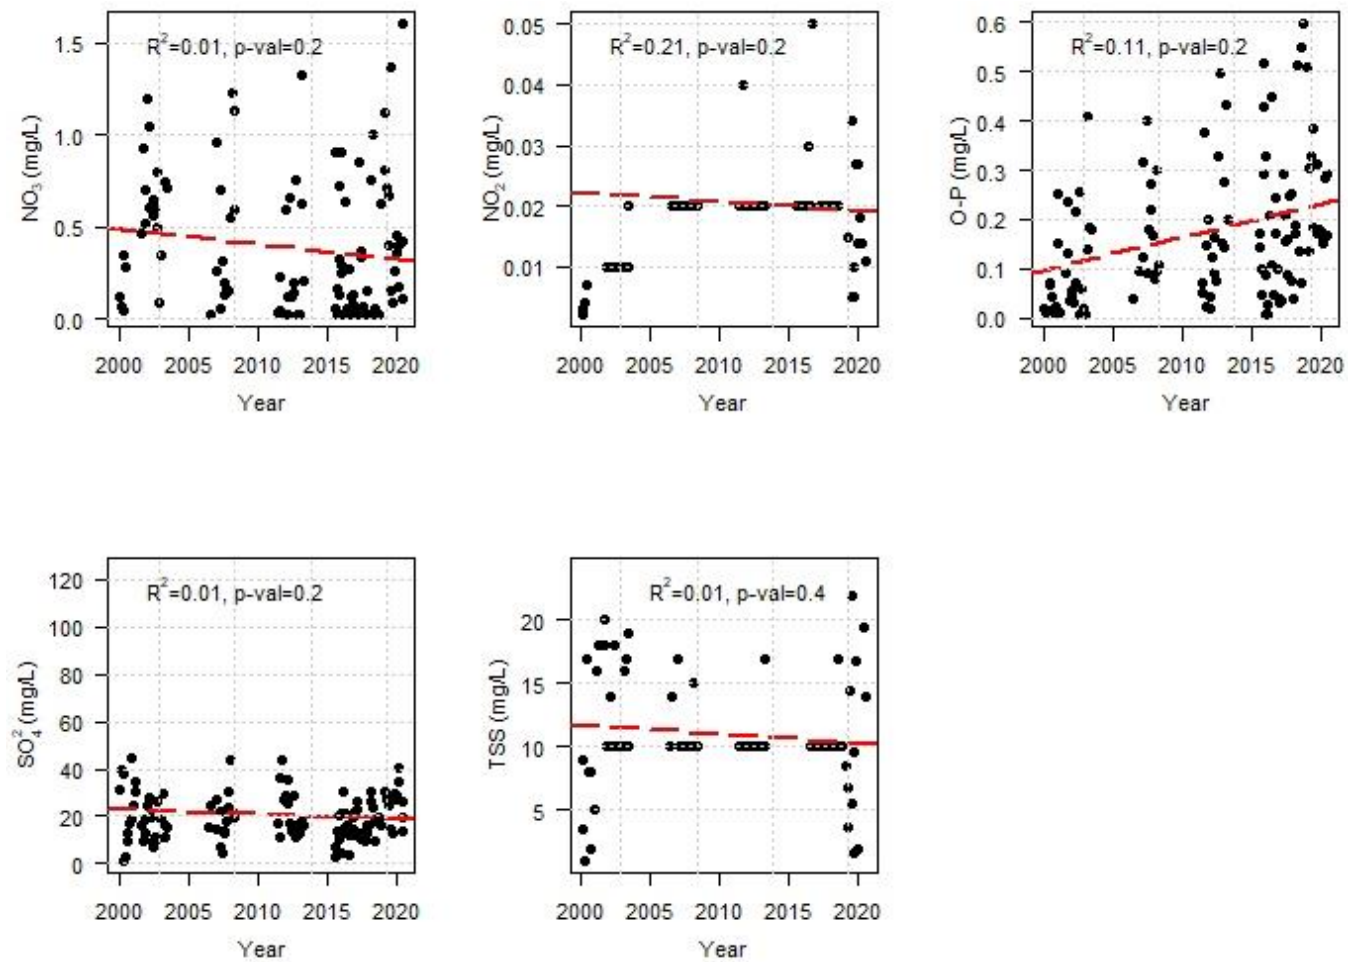 R²=0.01, p-val=0.2
NO₃ (mg/L)
1.5
1.0
0.5
0.0
2000 2005 2010 2015 2020
Year
R²=0.21, p-val=0.2
NO₂ (mg/L)
0.05
0.04
0.03
0.02
0.01
2000 2005 2010 2015 2020
Year
R²=0.11, p-val=0.2
O-P (mg/L)
0.6
0.5
0.4
0.3
0.2
0.1
0.0
2000 2005 2010 2015 2020
Year
R²=0.01, p-val=0.2
SO₄² (mg/L)
120
100
80
60
40
20
0
2000 2005 2010 2015 2020
Year
R²=0.01, p-val=0.4
TSS (mg/L)
20
15
10
5
2000 2005 2010 2015 2020
Year